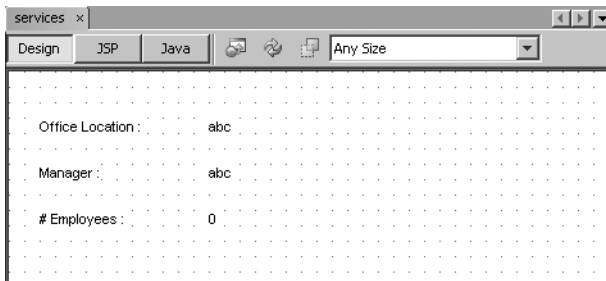 services ×
Design JSP Java Any Size
Office Location : abc
Manager : abc
# Employees : 0